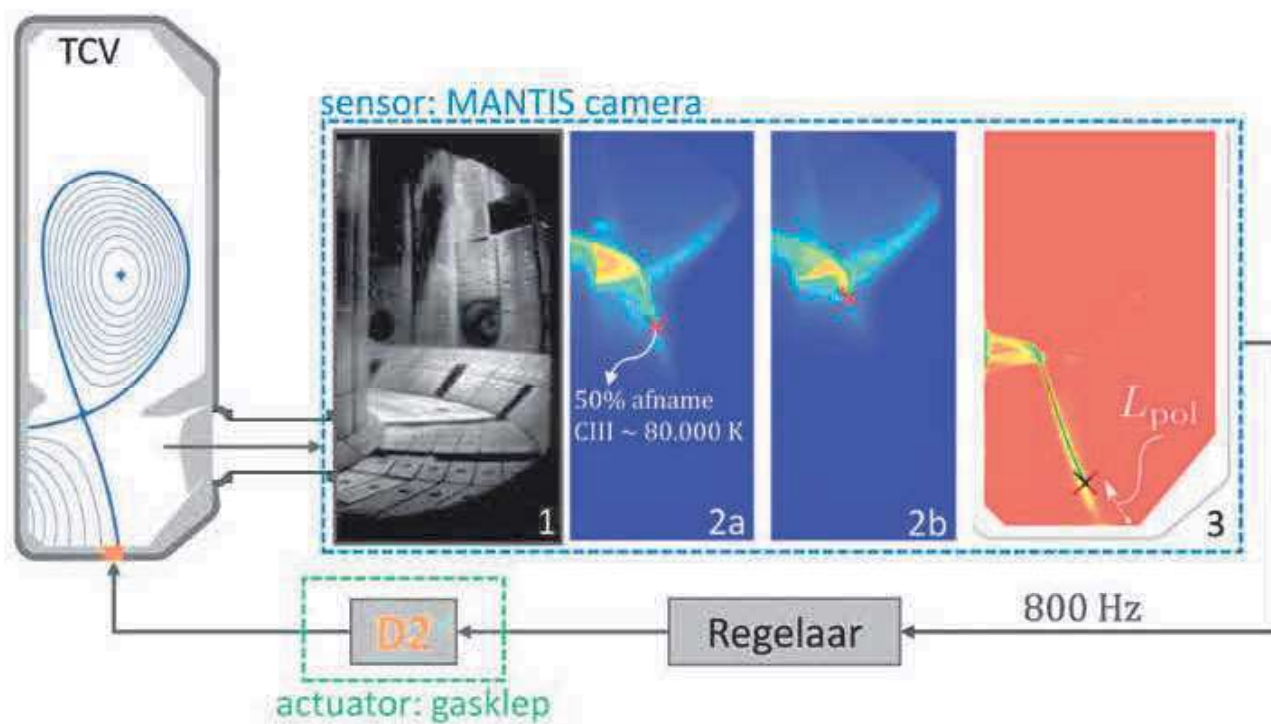 TCV
sensor: MANTIS camera
50% afname
CIII ~ 80.000 K
L_pol
1
2a
2b
3
800 Hz
D2
Regelaar
actuator: gasklep